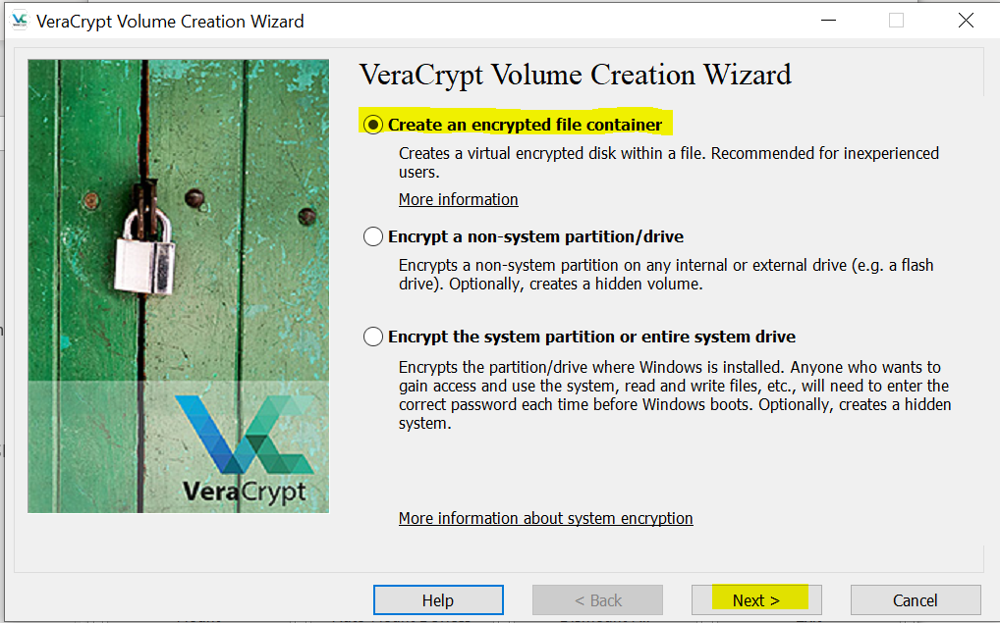 VeraCrypt Volume Creation Wizard
VeraCrypt Volume Creation Wizard
Create an encrypted file container
Creates a virtual encrypted disk within a file. Recommended for inexperienced
users.
More information
Encrypt a non-system partition/drive
Encrypts a non-system partition on any internal or external drive (e.g. a flash
drive). Optionally, creates a hidden volume.
Encrypt the system partition or entire system drive
Encrypts the partition/drive where Windows is installed. Anyone who wants to
gain access and use the system, read and write files, etc., will need to enter the
correct password each time before Windows boots. Optionally, creates a hidden
system.
VeraCrypt
More information about system encryption
Help
< Back
Next >
Cancel